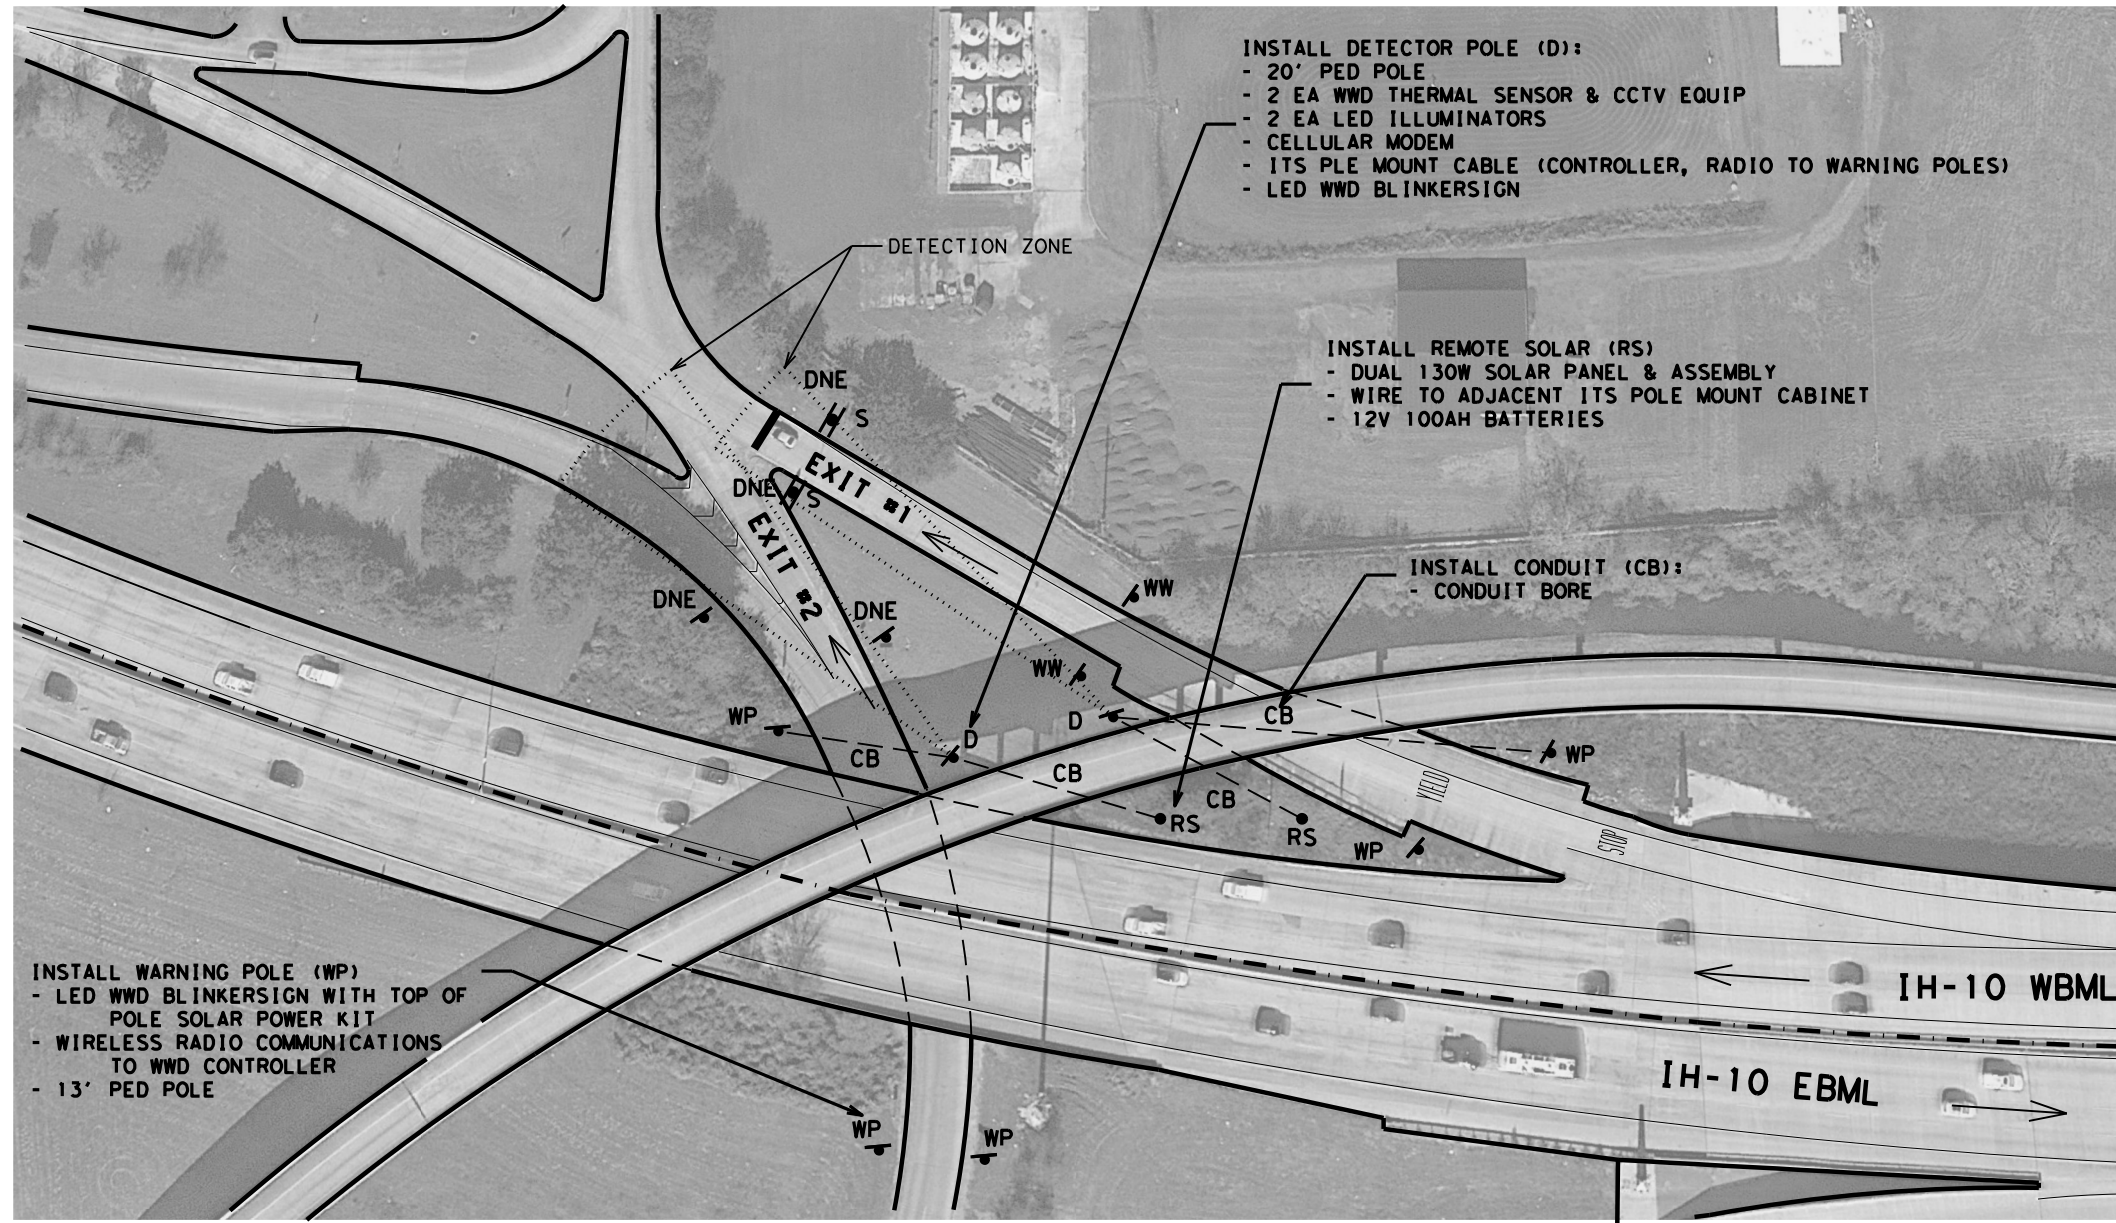 INSTALL DETECTOR POLE (D):
- 20' PED POLE
- 2 EA WWD THERMAL SENSOR & CCTV EQUIP
- 2 EA LED ILLUMINATORS
- CELLULAR MODEM
- ITS PLE MOUNT CABLE (CONTROLLER, RADIO TO WARNING POLES)
- LED WWD BLINKERSIGN
DETECTION ZONE
INSTALL REMOTE SOLAR (RS)
- DUAL 130W SOLAR PANEL & ASSEMBLY
- WIRE TO ADJACENT ITS POLE MOUNT CABINET
- 12V 100AH BATTERIES
DNE
S
EXIT #1
DNE
S
EXIT #2
INSTALL CONDUIT (CB):
- CONDUIT BORE
WW
DNE
DNE
WW
WP
D
CB
D
CB
WP
CB
CB
YIELD
RS
RS
STOP
WP
INSTALL WARNING POLE (WP)
- LED WWD BLINKERSIGN WITH TOP OF
POLE SOLAR POWER KIT
- WIRELESS RADIO COMMUNICATIONS
TO WWD CONTROLLER
- 13' PED POLE
IH-10 WBML
IH-10 EBML
WP
WP